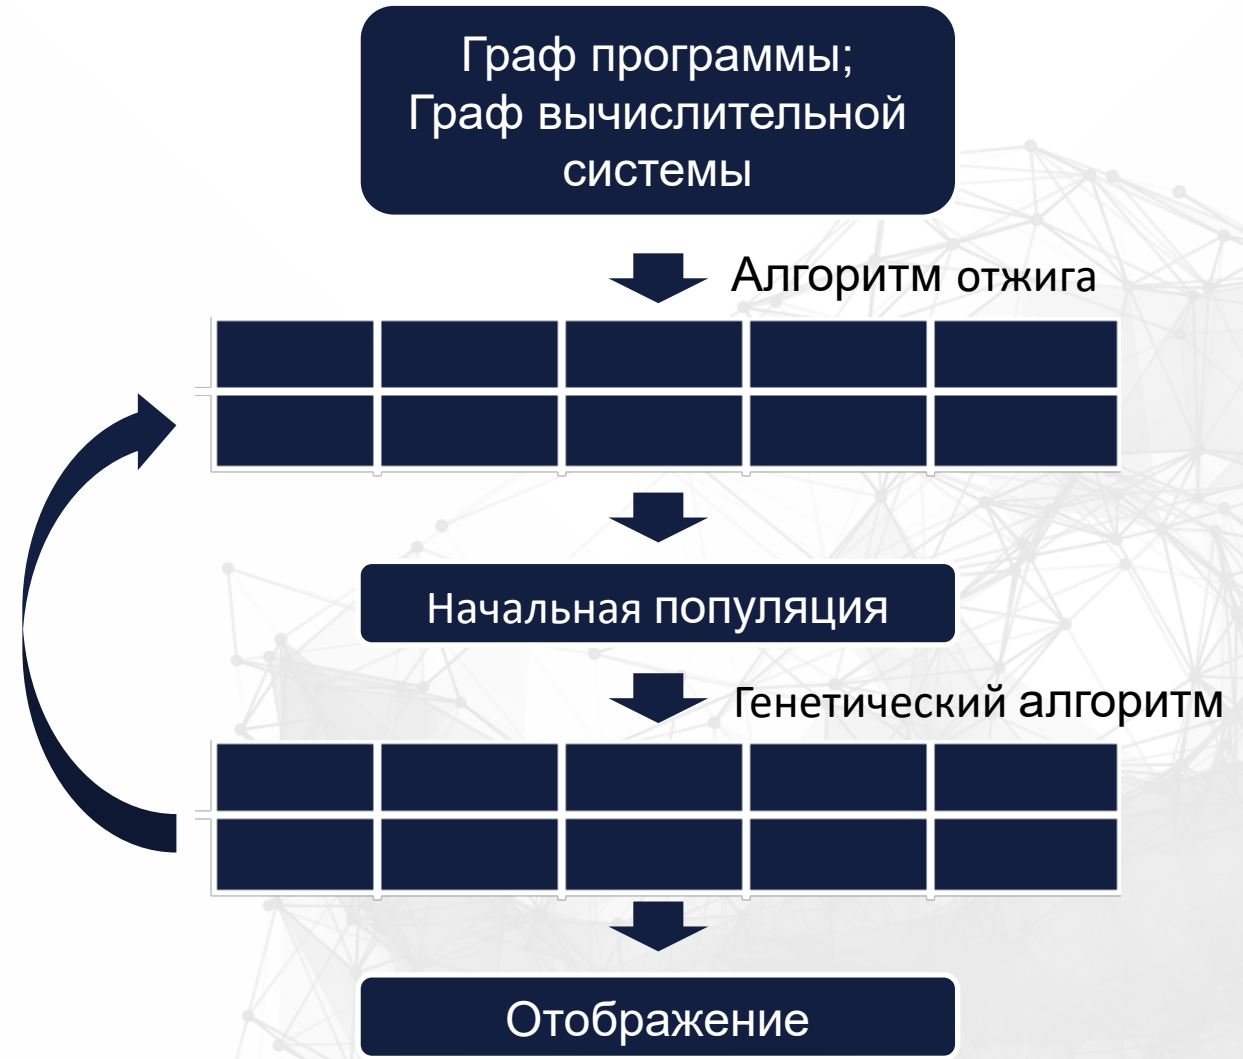 Граф программы;
Граф вычислительной
системы
Алгоритм отжига
Начальная популяция
Генетический алгоритм
Отображение